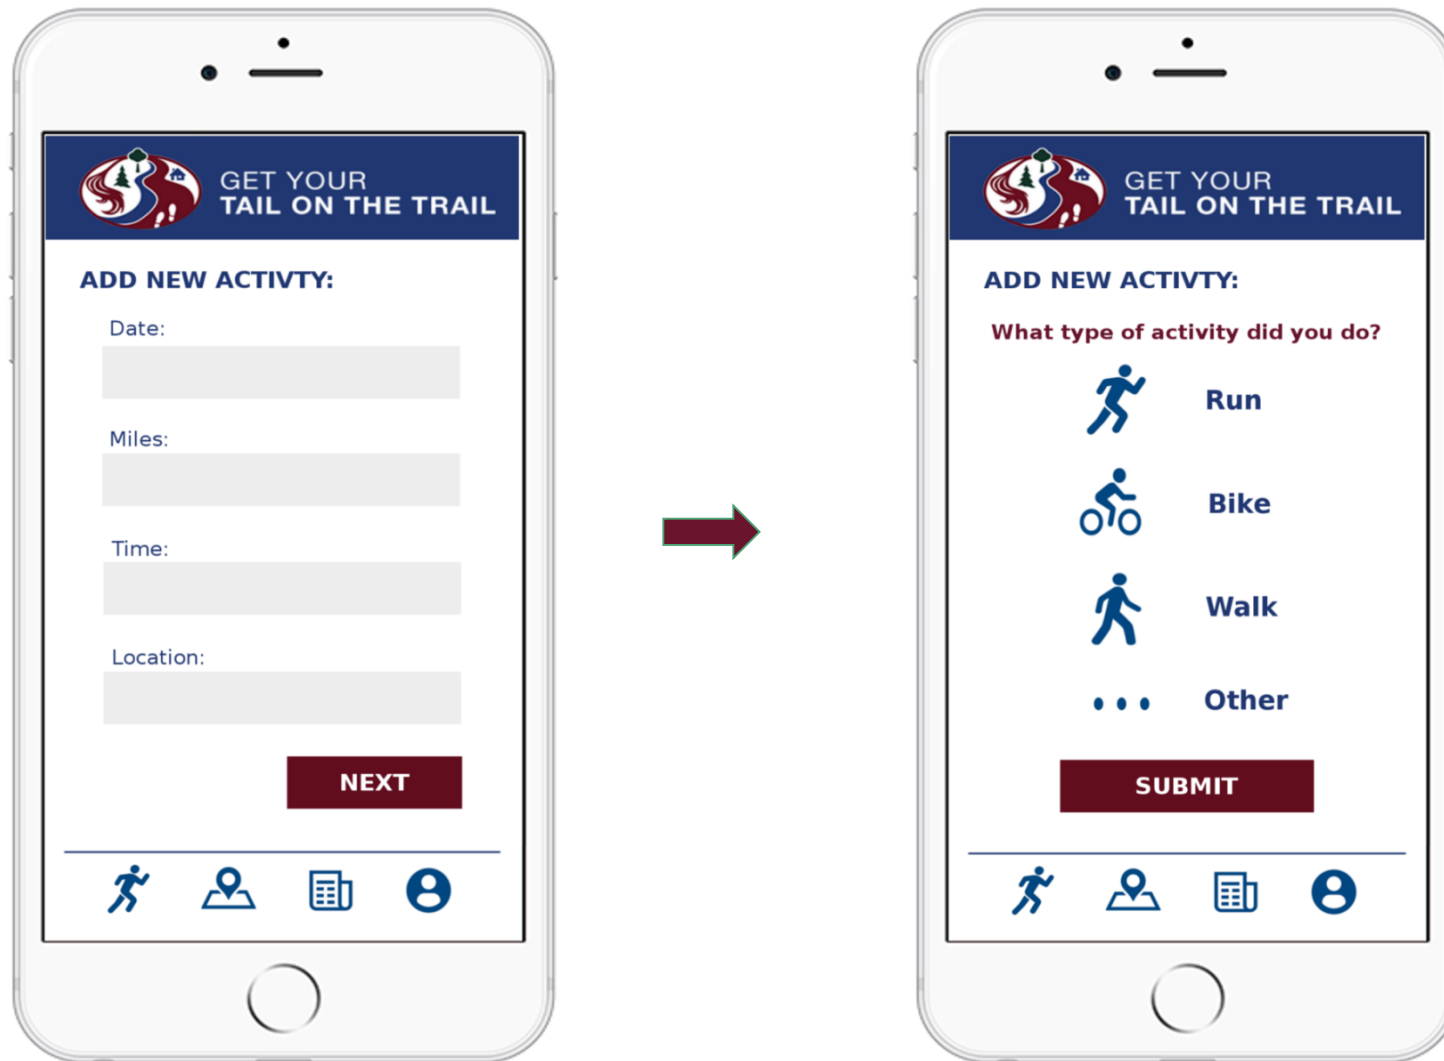 GET YOUR
TAIL ON THE TRAIL
ADD NEW ACTIVTY:
Date:
Miles:
Time:
Location:
NEXT
GET YOUR
TAIL ON THE TRAIL
ADD NEW ACTIVTY:
What type of activity did you do?
Run
Bike
Walk
Other
SUBMIT